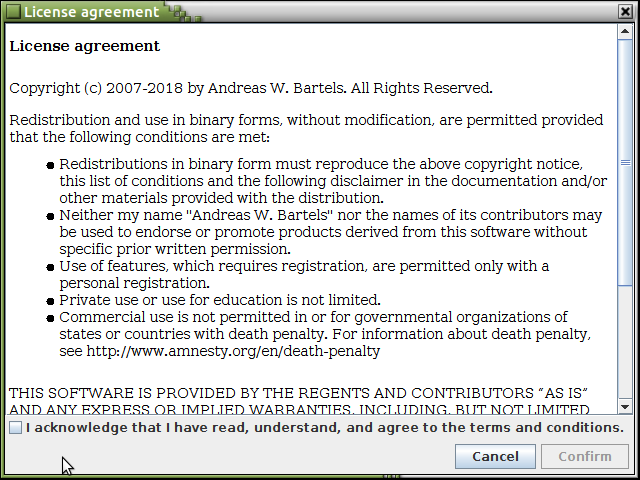 License agreement
License agreement
Copyright (c) 2007-2018 by Andreas W. Bartels. All Rights Reserved.
Redistribution and use in binary forms, without modification, are permitted provided
that the following conditions are met:
Redistributions in binary form must reproduce the above copyright notice,
this list of conditions and the following disclaimer in the documentation and/or
other materials provided with the distribution.
Neither my name "Andreas W. Bartels" nor the names of its contributors may
be used to endorse or promote products derived from this software without
specific prior written permission.
Use of features, which requires registration, are permitted only with a
personal registration.
Private use or use for education is not limited.
Commercial use is not permitted in or for governmental organizations of
states or countries with death penalty. For information about death penalty,
see http://www.amnesty.org/en/death-penalty
THIS SOFTWARE IS PROVIDED BY THE REGENTS AND CONTRIBUTORS “AS IS”
AND ANY EXPRESS OR IMPLIED WARRANTIES, INCLUDING, BUT NOT LIMITED
I acknowledge that I have read, understand, and agree to the terms and conditions.
Cancel
Confirm